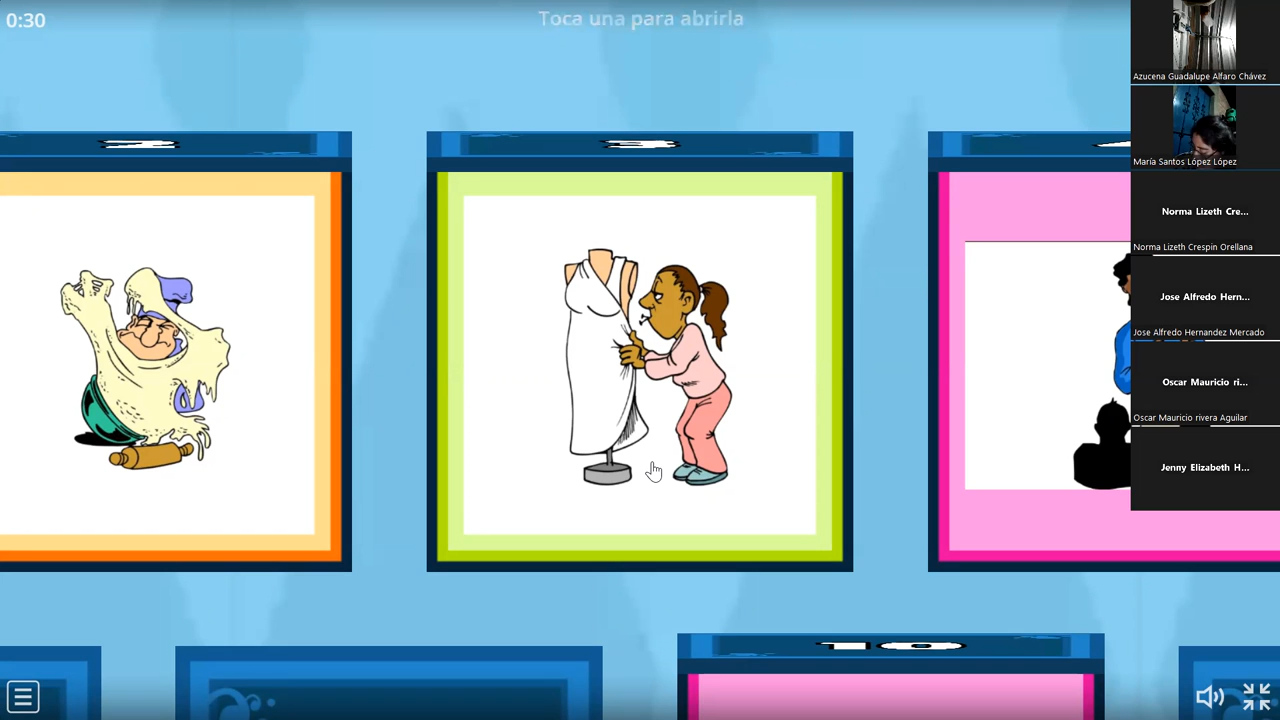 0:30
Toca una para abrirla
Azucena Guadalupe Alfaro Chávez
María Santos López López
Norma Lizeth Cre...
Norma Lizeth Crespin Orellana
Jose Alfredo Hern...
Jose Alfredo Hernandez Mercado
Oscar Mauricio ri...
Oscar Mauricio rivera Aguilar
Jenny Elizabeth H...
10